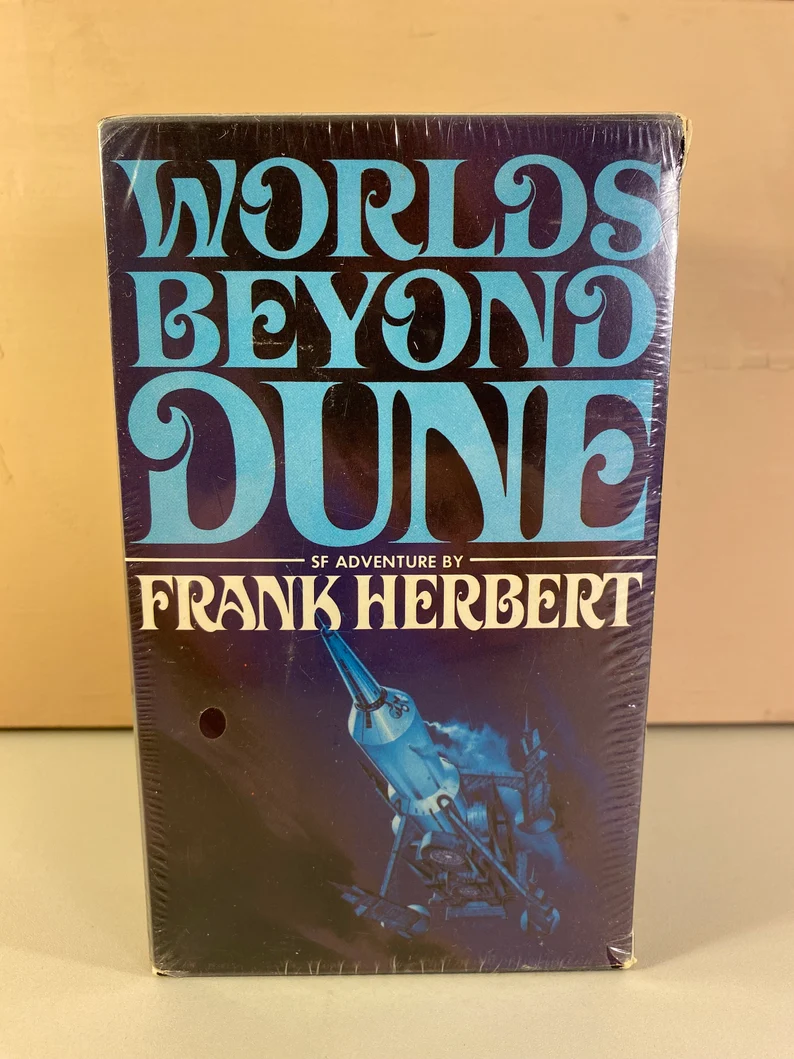 WORLDS
BEYOND
DUNE
SF ADVENTURE BY
FRANK HERBERT